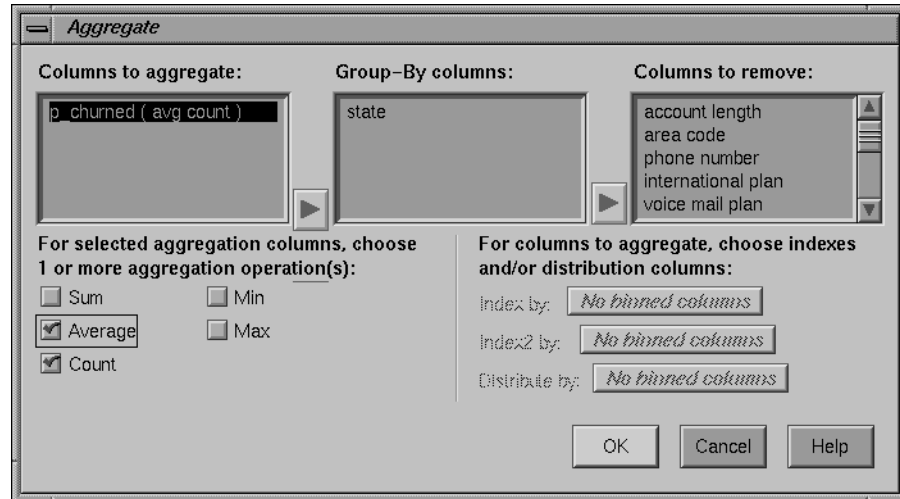 Aggregate
Columns to aggregate:
Group-By columns:
Columns to remove:
p_churned ( avg count )
state
account length
area code
phone number
international plan
voice mail plan
For selected aggregation columns, choose
1 or more aggregation operation(s):
Sum
Min
Average
Max
Count
For columns to aggregate, choose indexes
and/or distribution columns:
Index by: No binned columns
Index2 by: No binned columns
Distribute by: No binned columns
OK
Cancel
Help